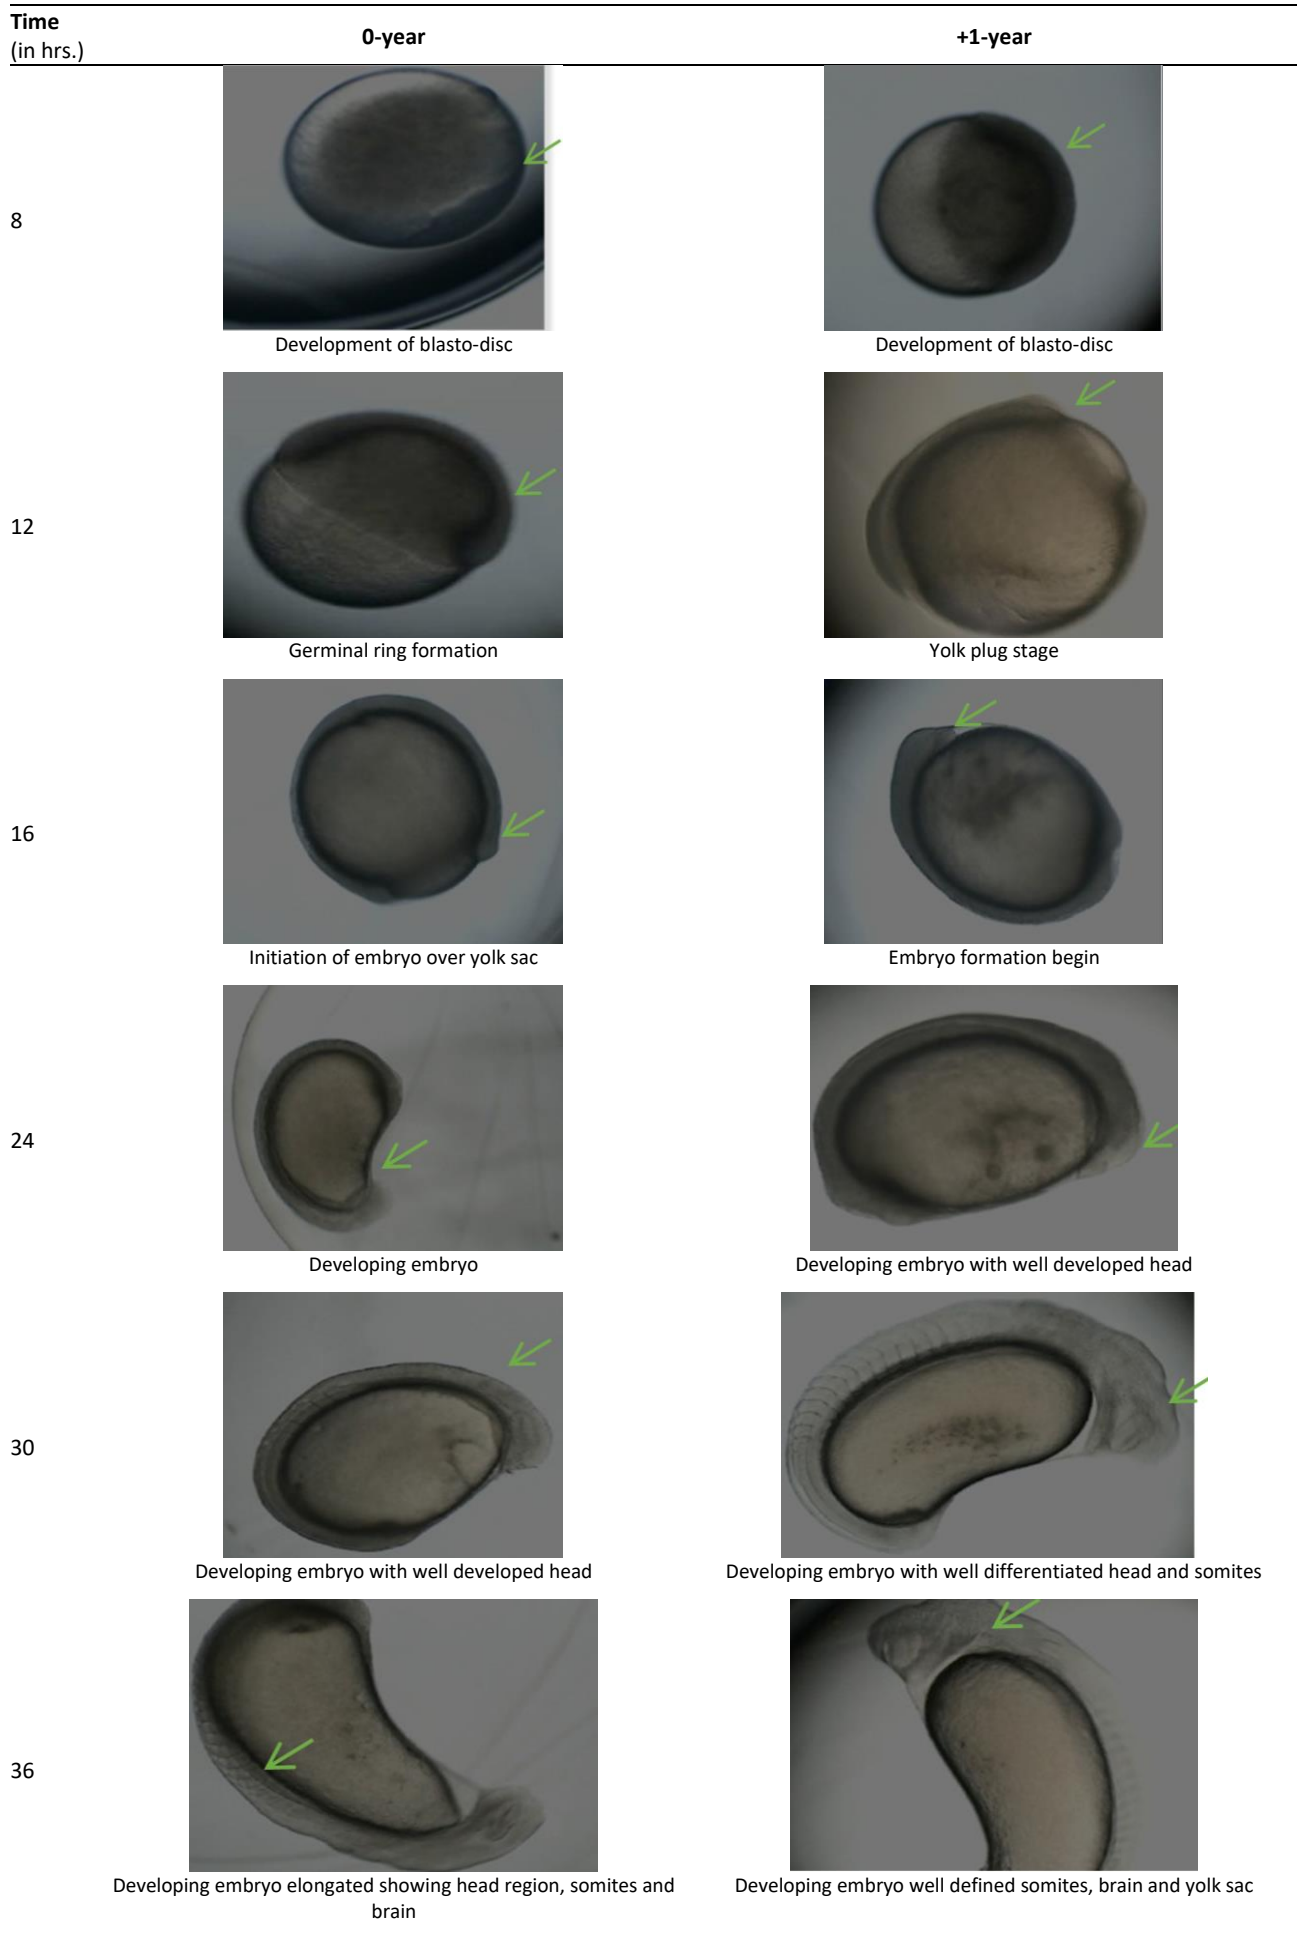 Time
(in hrs.)
0-year
+1-year
8
Development of blasto-disc
Development of blasto-disc
12
Germinal ring formation
Yolk plug stage
16
Initiation of embryo over yolk sac
Embryo formation begin
24
Developing embryo
Developing embryo with well developed head
30
Developing embryo with well developed head
Developing embryo with well differentiated head and somites
36
Developing embryo elongated showing head region, somites and
brain
Developing embryo well defined somites, brain and yolk sac